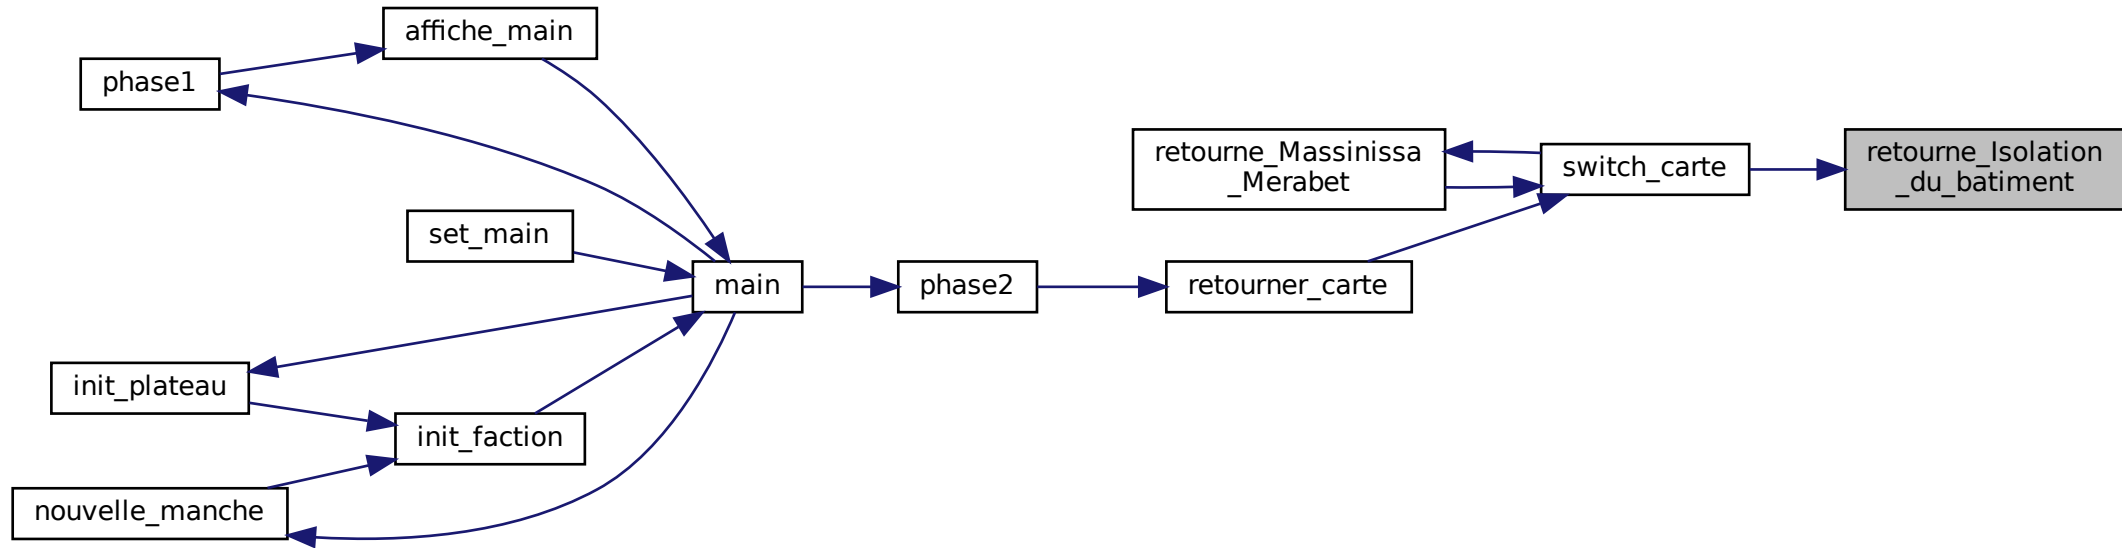 affiche_main
phase1
retourne_Massinissa
_Merabet
switch_carte
retourne_Isolation
_du_batiment
set_main
main
phase2
retourner_carte
init_plateau
init_faction
nouvelle_manche